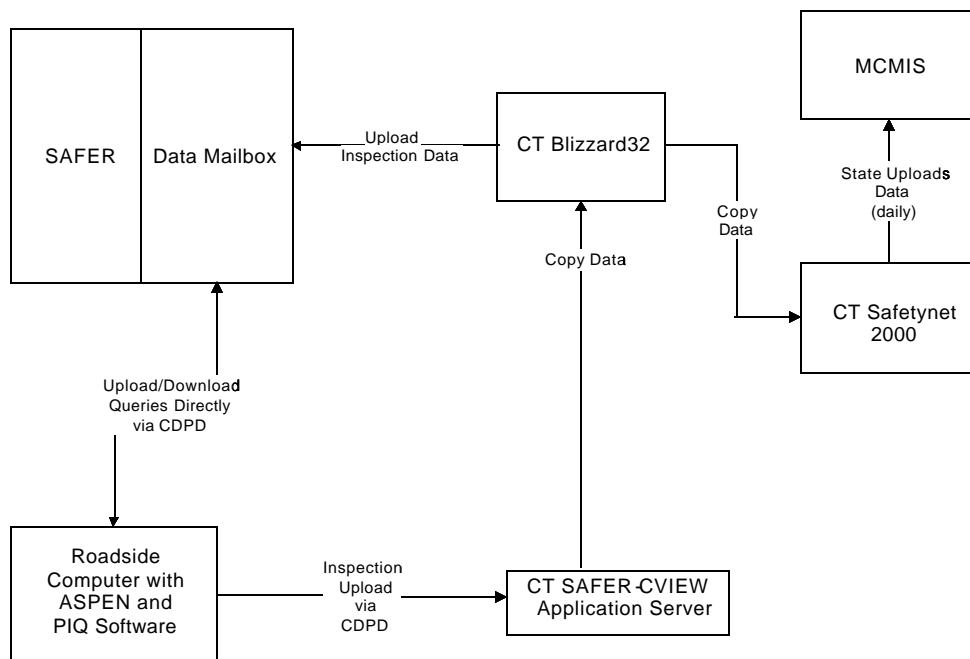 MCMIS
SAFER
Data Mailbox
Upload
Inspection Data
CT Blizzard32
State Uploads
Data
(daily)
Copy
Data
Copy Data
CT Safetynet
2000
Upload/Download
Queries Directly
via CDPD
Roadside
Computer with
ASPEN and
PIQ Software
Inspection
Upload
via
CDPD
CT SAFER-CVIEW
Application Server